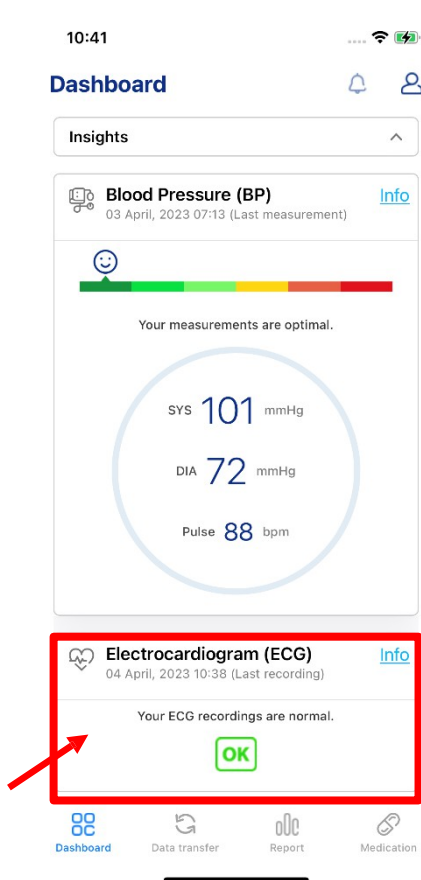 10:41
Dashboard
Insights
Blood Pressure (BP) Info
03 April, 2023 07:13 (Last measurement)
Your measurements are optimal.
SYS 101 mmHg
DIA 72 mmHg
Pulse 88 bpm
Electrocardiogram (ECG) Info
04 April, 2023 10:38 (Last recording)
Your ECG recordings are normal.
OK
Dashboard Data transfer Report Medication